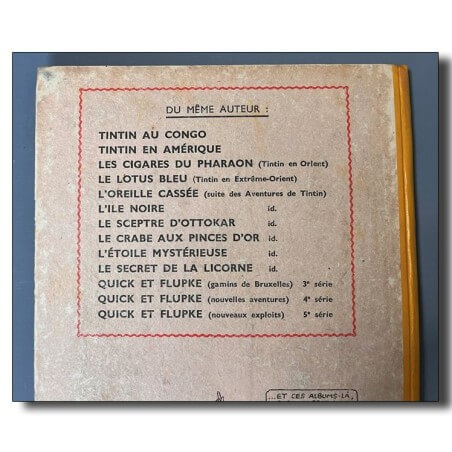 DU MÊME AUTEUR :
TINTIN AU CONGO
TINTIN EN AMÉRIQUE
LES CIGARES DU PHARAON (Tintin en Orient)
LE LOTUS BLEU (Tintin en Extrême-Orient)
L'OREILLE CASSÉE (suite des Aventures de Tintin)
L'ILE NOIRE id.
LE SCEPTRE D'OTTOKAR id.
LE CRABE AUX PINCES D'OR id.
L'ÉTOILE MYSTÉRIEUSE id.
LE SECRET DE LA LICORNE id.
QUICK ET FLUPKE (gamins de Bruxelles) 3e série
QUICK ET FLUPKE (nouvelles aventures) 4e série
QUICK ET FLUPKE (nouveaux exploits) 5e série
...ET CES ALBUMS-LÀ,